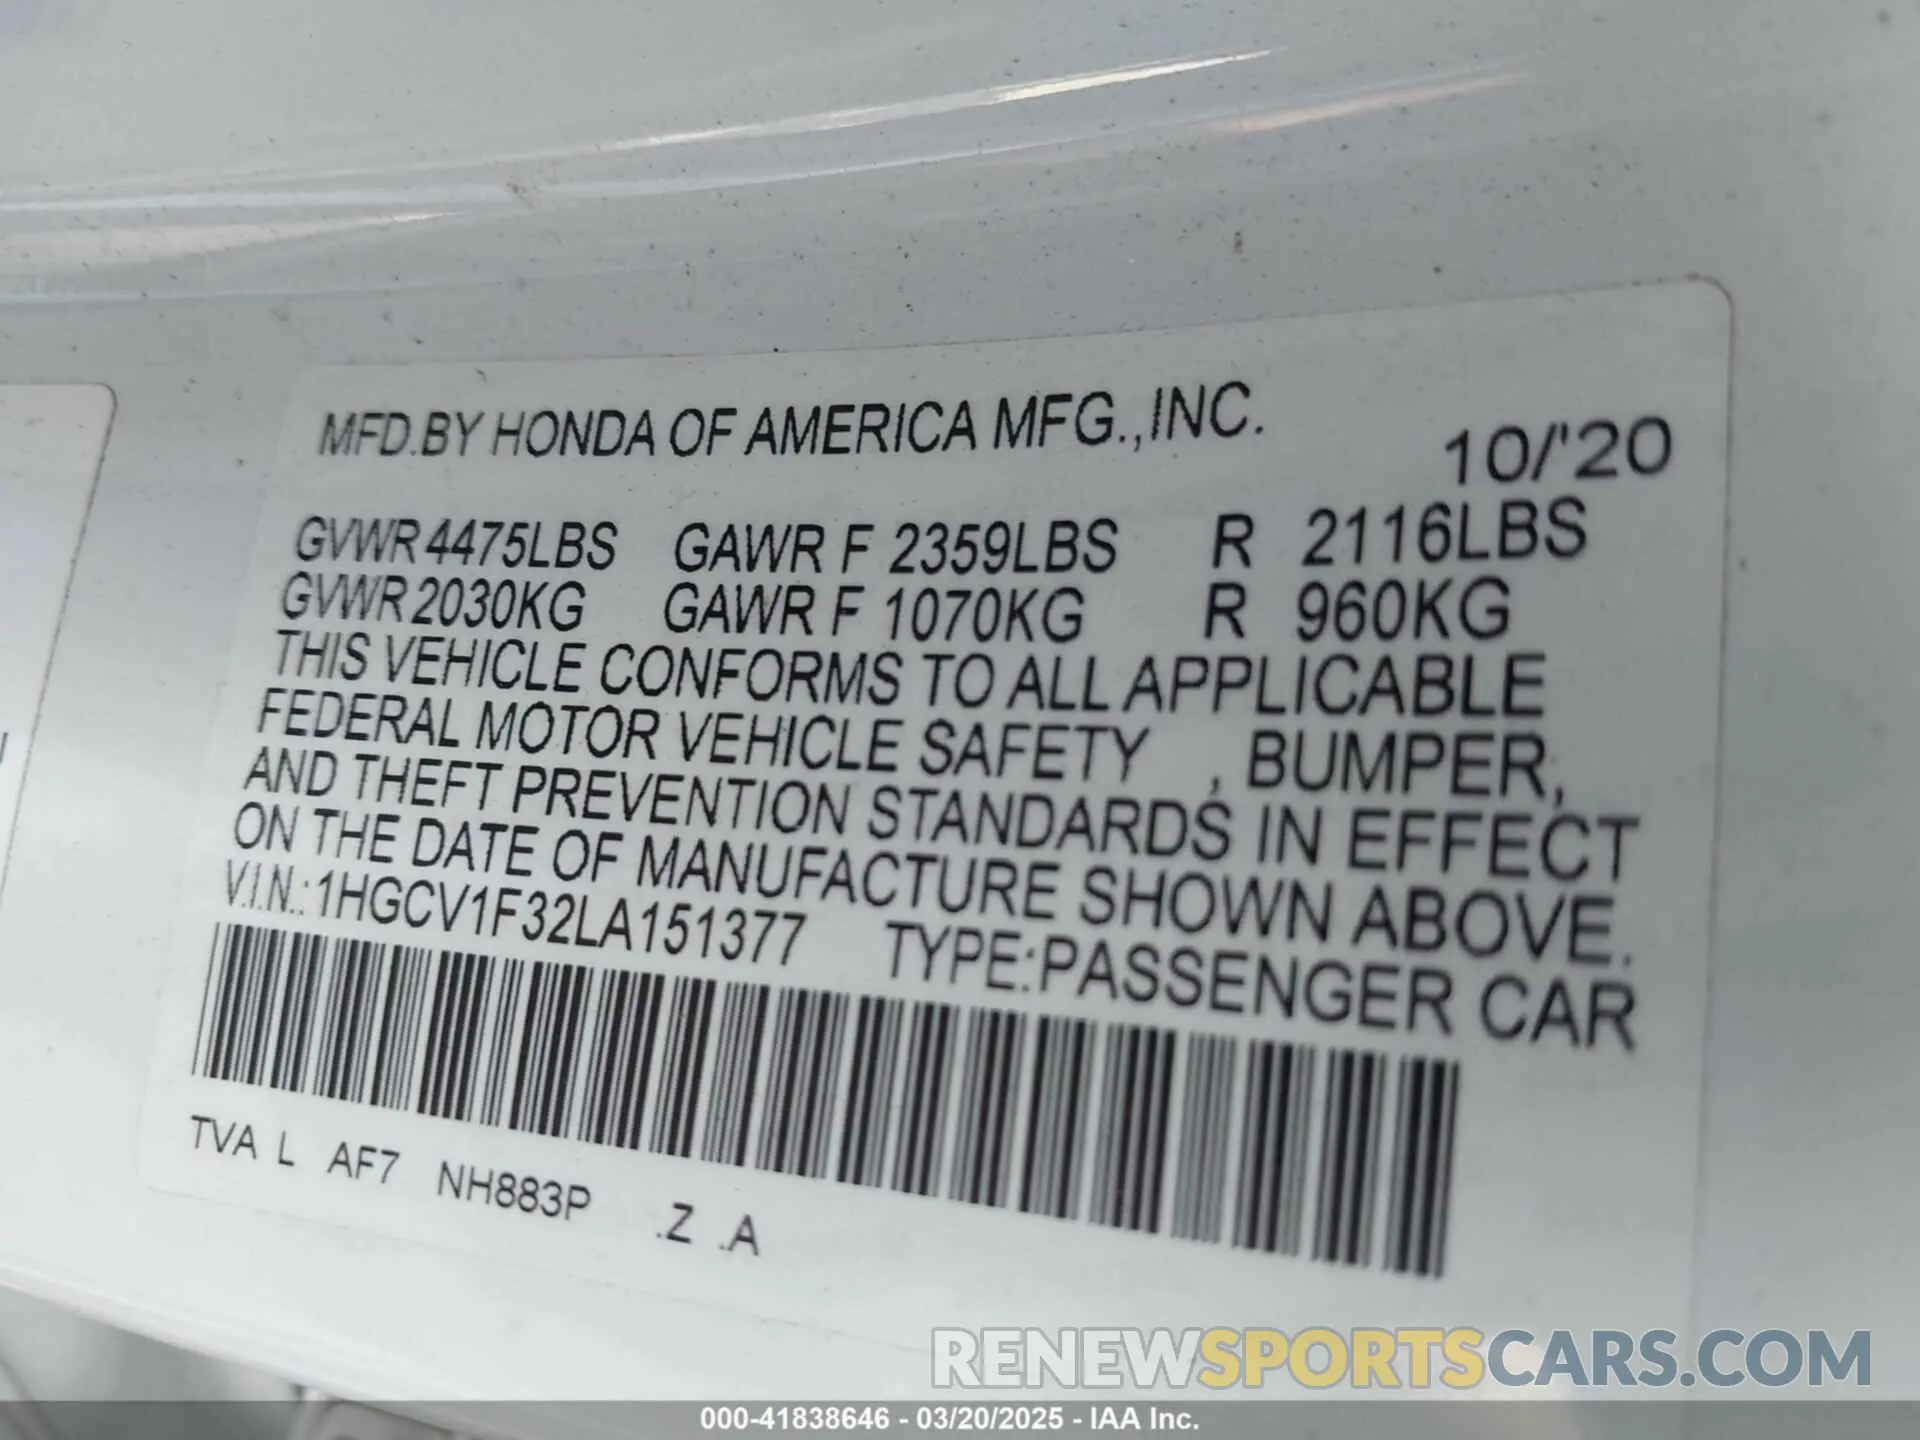 MFD.BY HONDA OF AMERICA MFG.,INC. 10/'20
GVWR 4475LBS GAWR F 2359LBS R 2116LBS
GVWR 2030KG GAWR F 1070KG R 960KG
THIS VEHICLE CONFORMS TO ALL APPLICABLE
FEDERAL MOTOR VEHICLE SAFETY , BUMPER,
AND THEFT PREVENTION STANDARDS IN EFFECT
ON THE DATE OF MANUFACTURE SHOWN ABOVE.
V.I.N.: 1HGCV1F32LA151377 TYPE:PASSENGER CAR
TVA L AF7 NH883P .Z .A
RENEWSPORTSCARS.COM
000-41838646 - 03/20/2025 - IAA Inc.